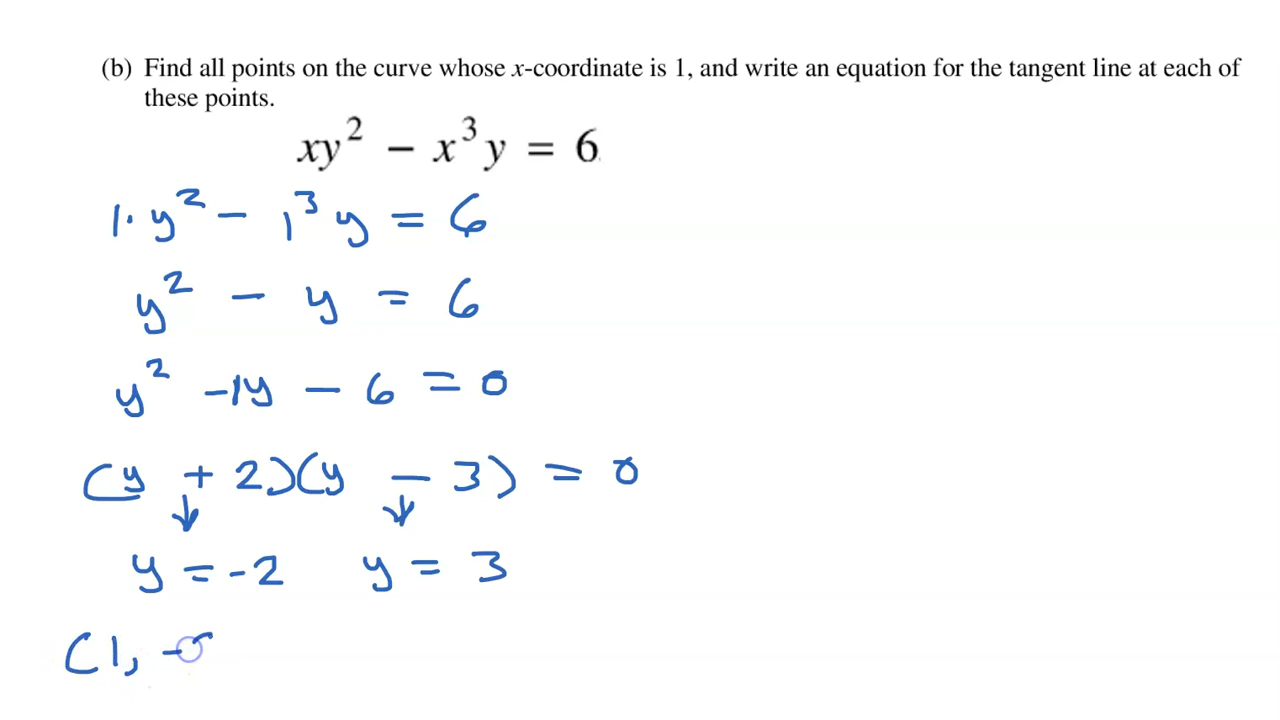 (b) Find all points on the curve whose x-coordinate is 1, and write an equation for the tangent line at each of
these points.
xy² − x³y = 6
1·y² − 1³y = 6
y² − y = 6
y² −1y − 6 = 0
(y + 2)(y − 3) = 0
y = -2 y = 3
(1, -